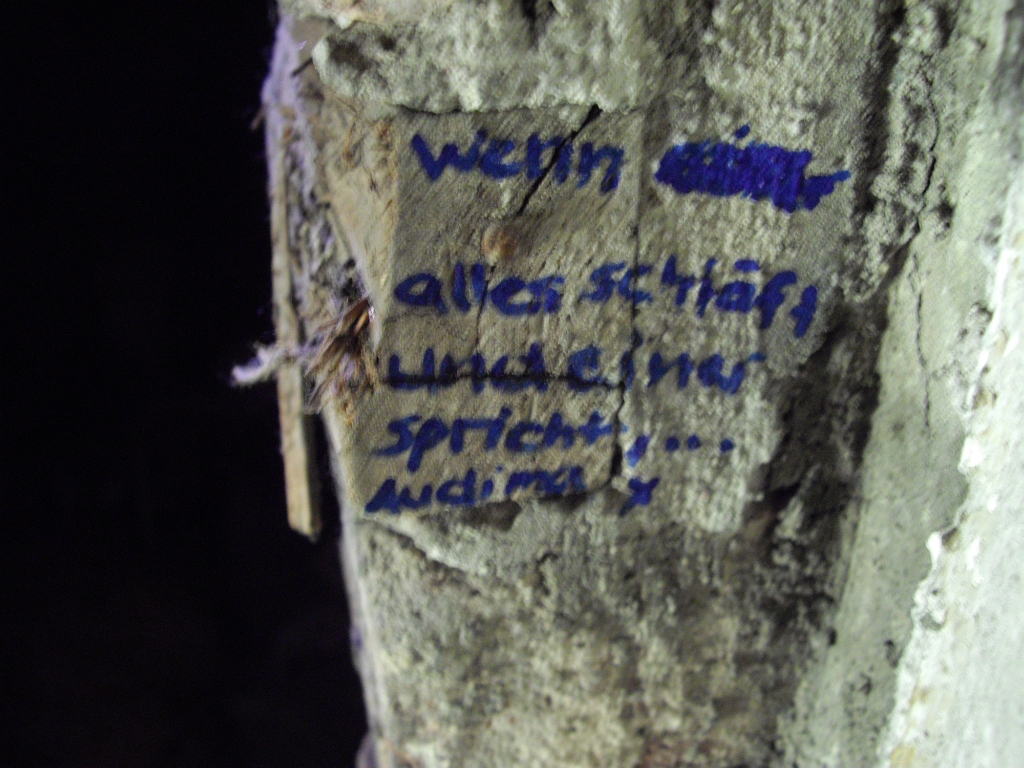 wenn
alles schläft
und einer
spricht,...
Audimax